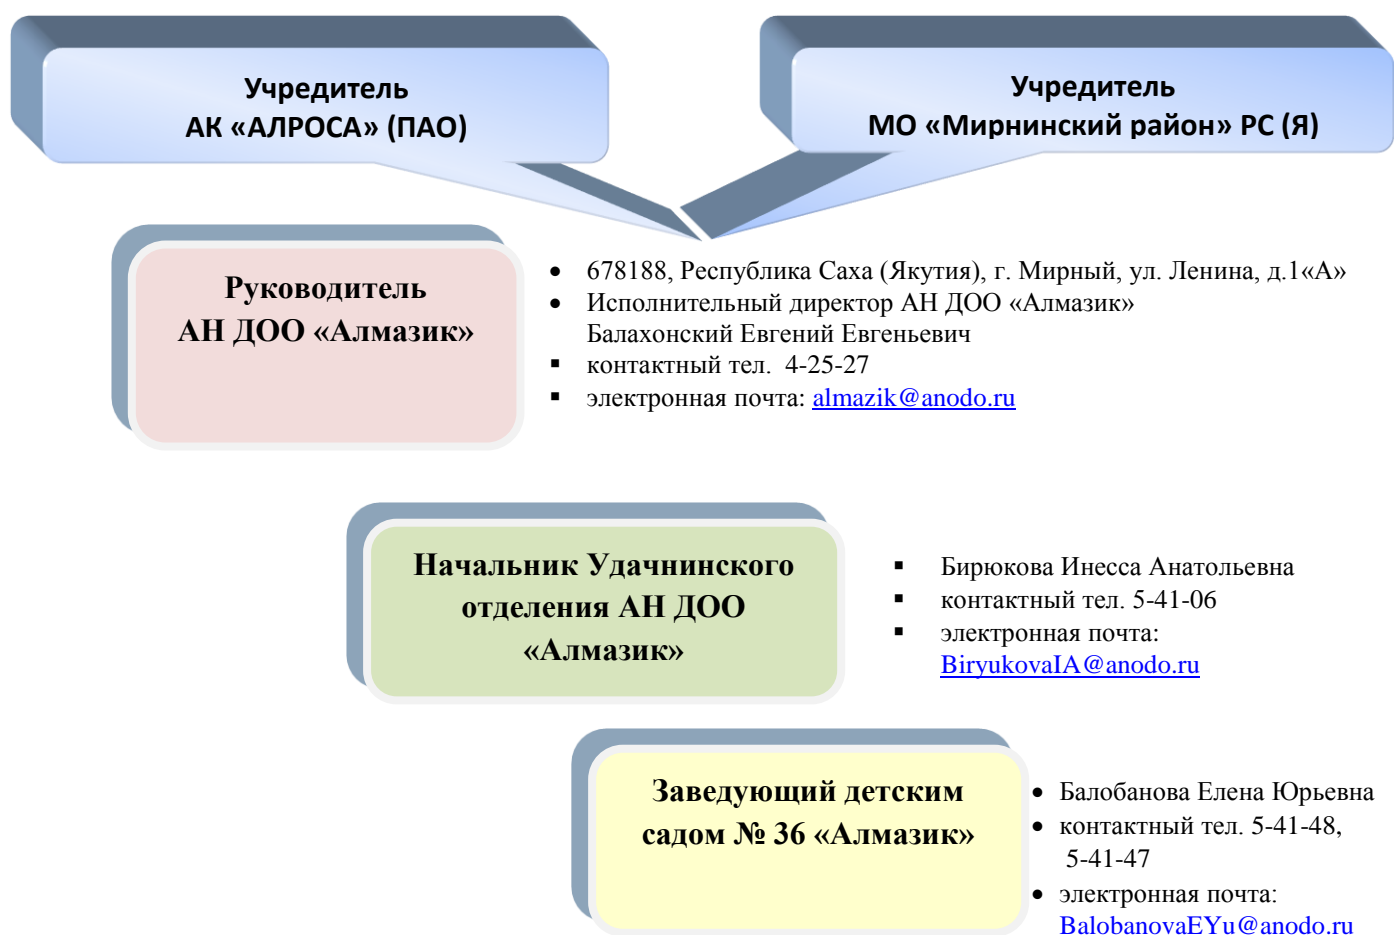 Учредитель
АК «АЛРОСА» (ПАО)
Учредитель
МО «Мирнинский район» РС (Я)
Руководитель
АН ДОО «Алмазик»
• 678188, Республика Саха (Якутия), г. Мирный, ул. Ленина, д.1«А»
• Исполнительный директор АН ДОО «Алмазик»
Балахонский Евгений Евгеньевич
▪ контактный тел. 4-25-27
▪ электронная почта: almazik@anodo.ru
Начальник Удачнинского
отделения АН ДОО
«Алмазик»
▪ Бирюкова Инесса Анатольевна
▪ контактный тел. 5-41-06
▪ электронная почта:
BiryukovaIA@anodo.ru
Заведующий детским
садом № 36 «Алмазик»
• Балобанова Елена Юрьевна
• контактный тел. 5-41-48,
5-41-47
• электронная почта:
BalobanovaEYu@anodo.ru